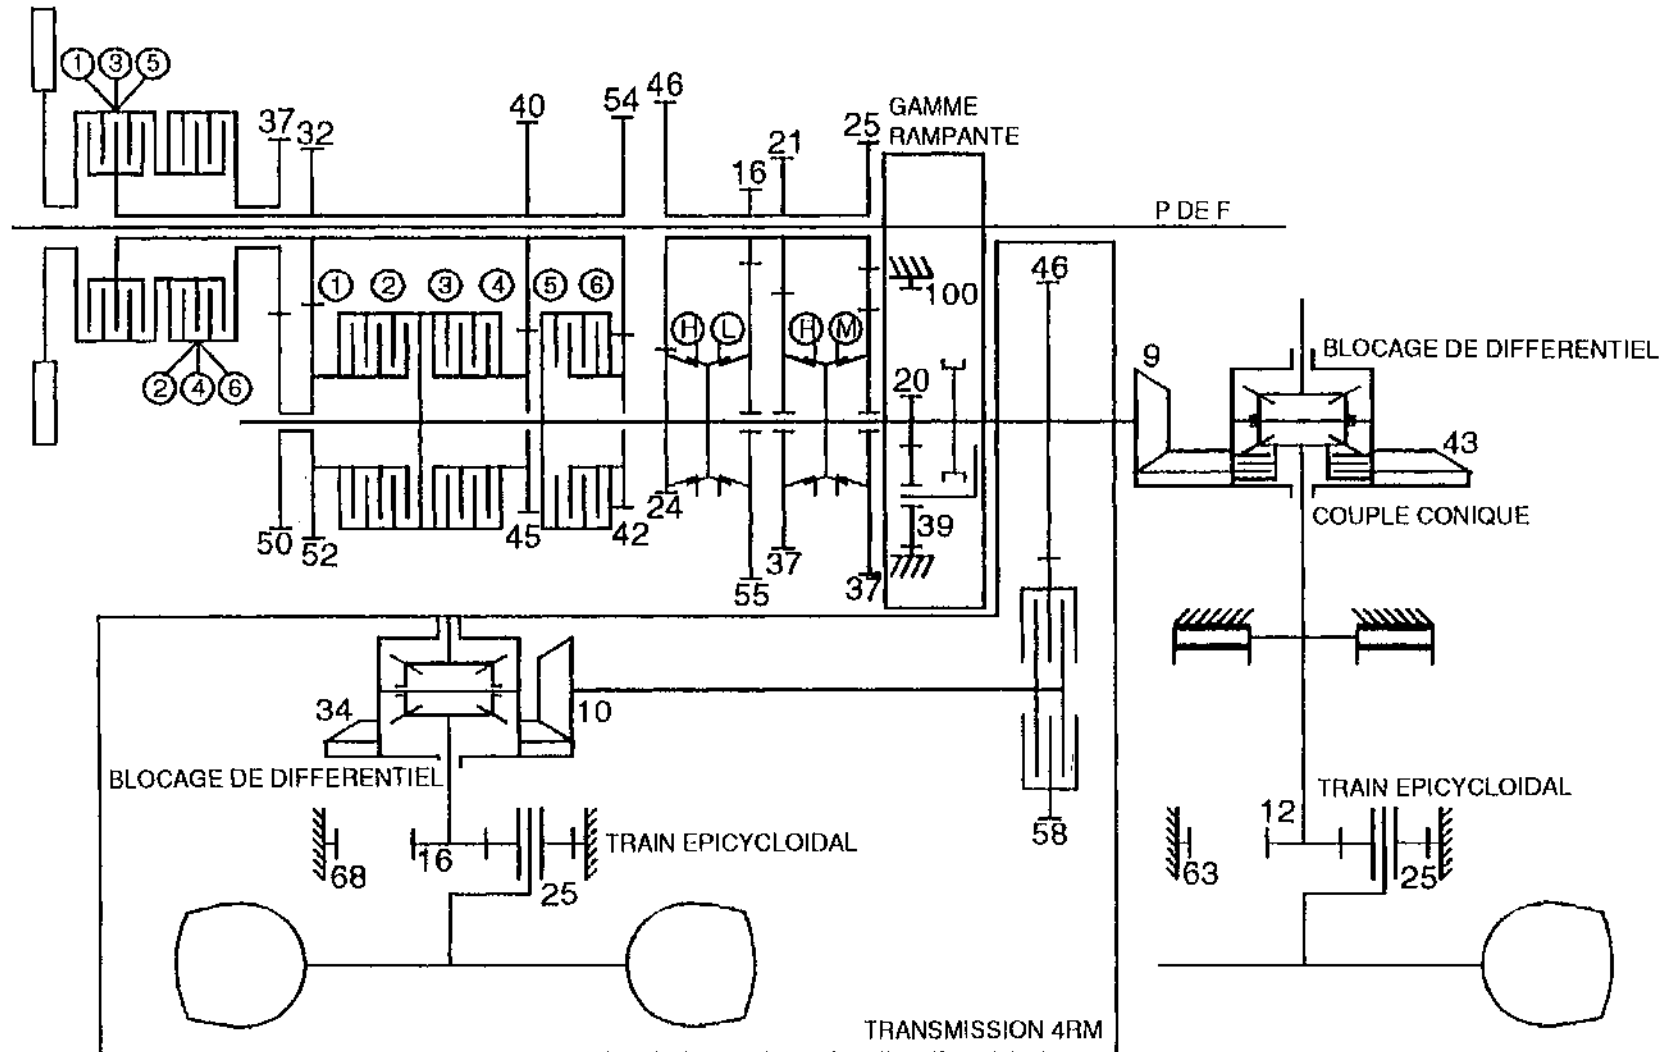 ① ③ ⑤
37
32
40
54
46
16
21
25
GAMME
RAMPANTE
P DE F
① ② ③ ④ ⑤ ⑥
② ④ ⑥
H L H M
100
46
20
9
BLOCAGE DE DIFFERENTIEL
43
COUPLE CONIQUE
50
52
45
42
24
55
37
37
39
34
10
BLOCAGE DE DIFFERENTIEL
58
68
16
25
TRAIN EPICYCLOIDAL
12
TRAIN EPICYCLOIDAL
63
25
TRANSMISSION 4RM